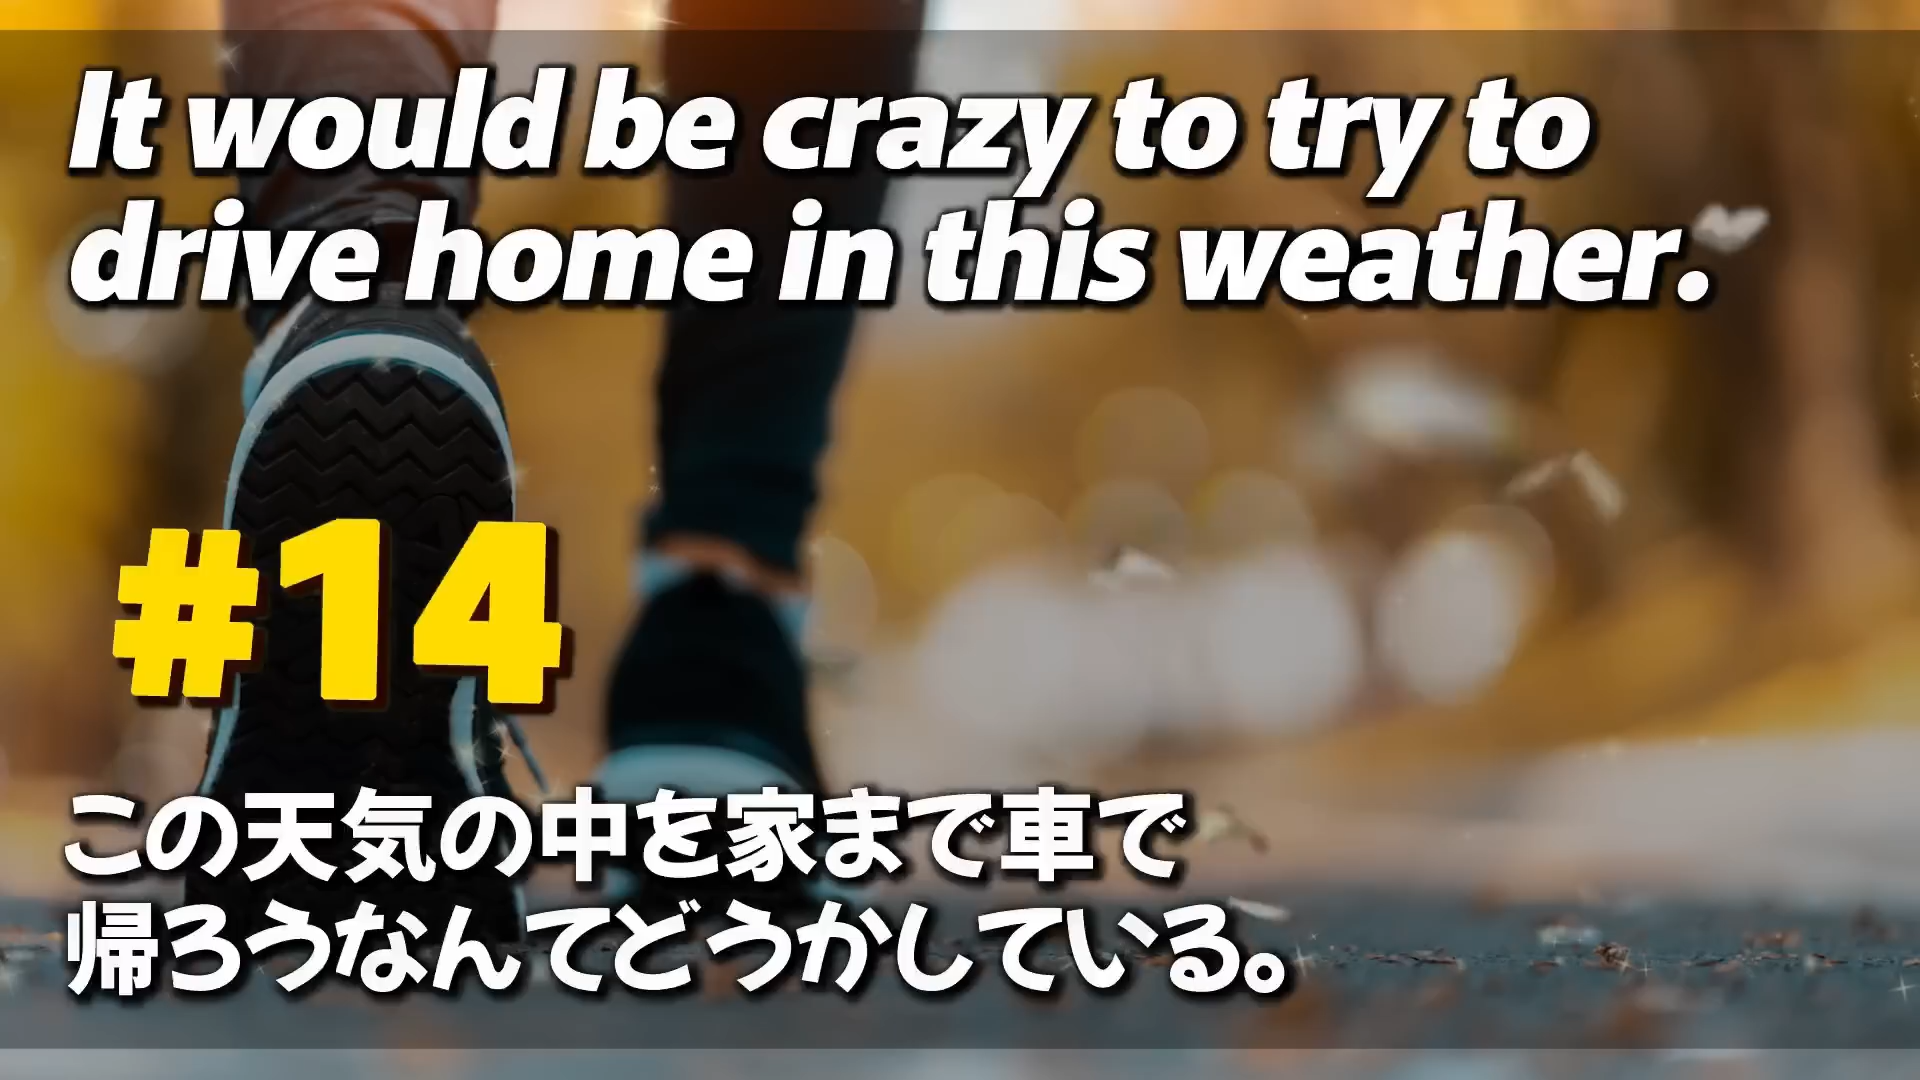 It would be crazy to try to
drive home in this weather.
#14
この天気の中を家まで車で
帰ろうなんてどうかしている。